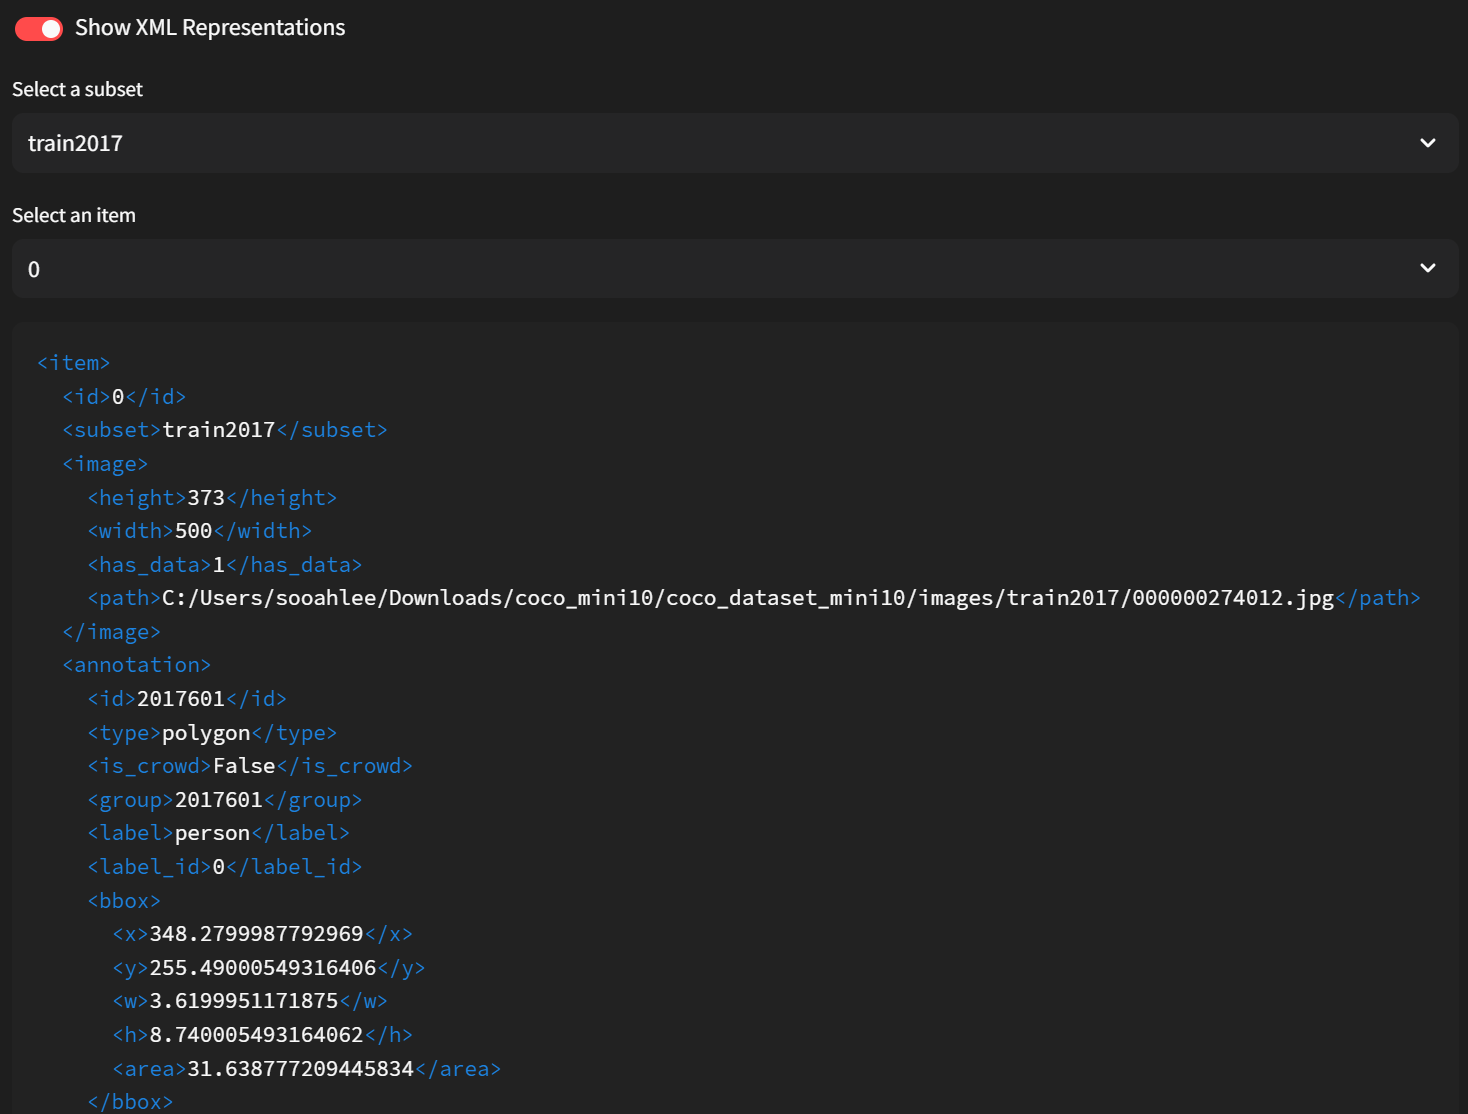 Show XML Representations
Select a subset
train2017
Select an item
0
<item>
<id>0</id>
<subset>train2017</subset>
<image>
<height>373</height>
<width>500</width>
<has_data>1</has_data>
<path>C:/Users/sooahlee/Downloads/coco_mini10/coco_dataset_mini10/images/train2017/000000274012.jpg</path>
</image>
<annotation>
<id>2017601</id>
<type>polygon</type>
<is_crowd>False</is_crowd>
<group>2017601</group>
<label>person</label>
<label_id>0</label_id>
<bbox>
<x>348.2799987792969</x>
<y>255.49000549316406</y>
<w>3.6199951171875</w>
<h>8.740005493164062</h>
<area>31.638777209445834</area>
</bbox>